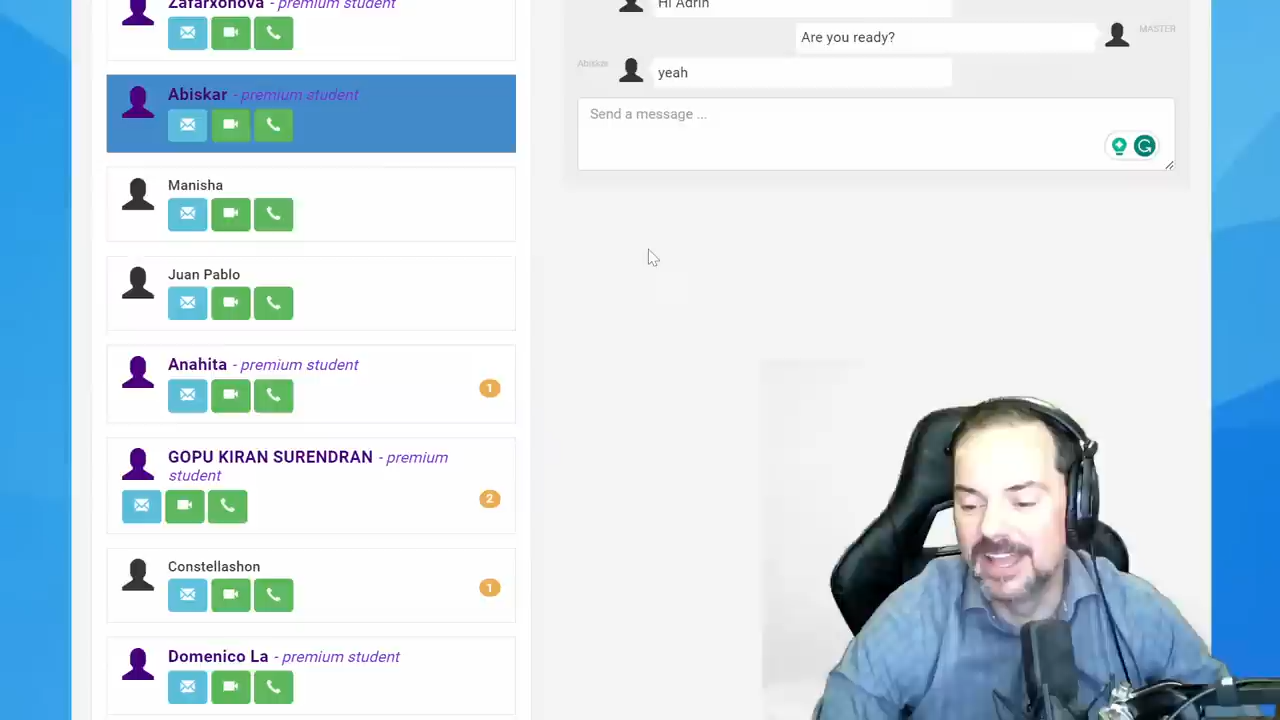 Zafarxonova - premium student
Abiskar - premium student
Manisha
Juan Pablo
Anahita - premium student
1
GOPU KIRAN SURENDRAN - premium
student
2
Constellashon
1
Domenico La - premium student
Hi Adrin
Are you ready?
MASTER
Abiskar
yeah
Send a message ...